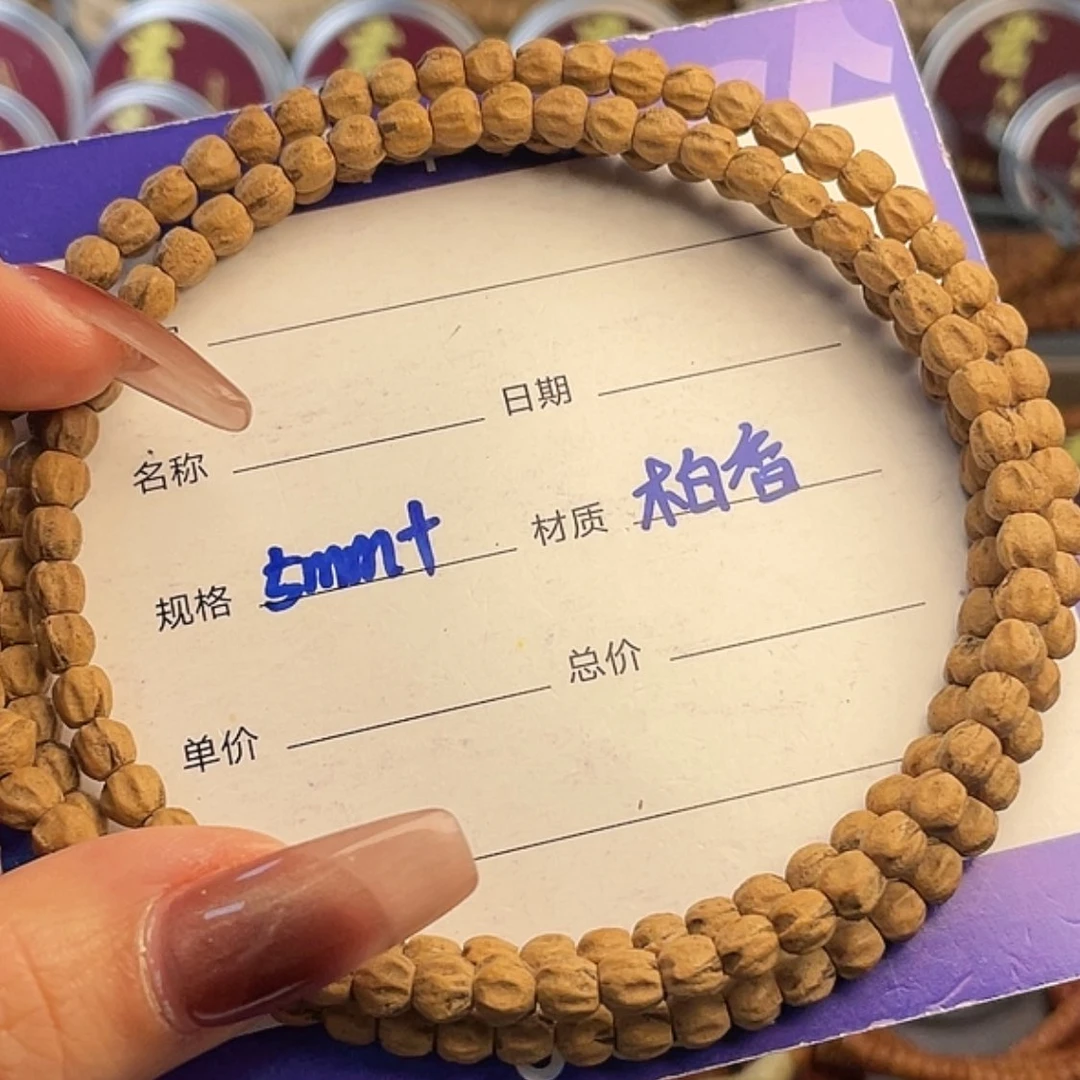 名称 日期
规格 5mm+ 材质 柏香
单价 总价